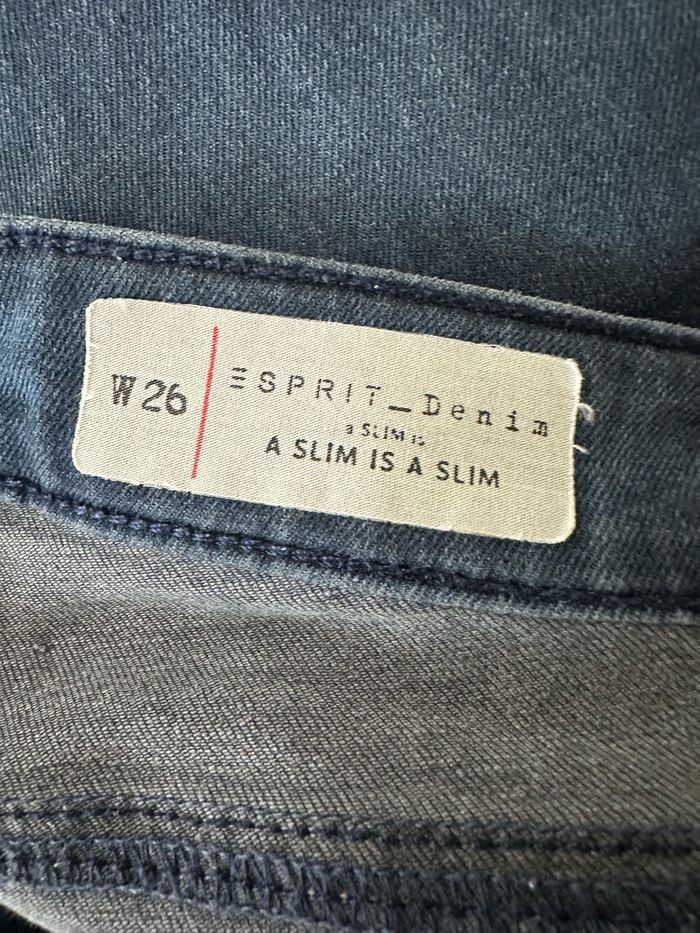 W26
ESPRIT_Denim
a SLIM is
A SLIM IS A SLIM